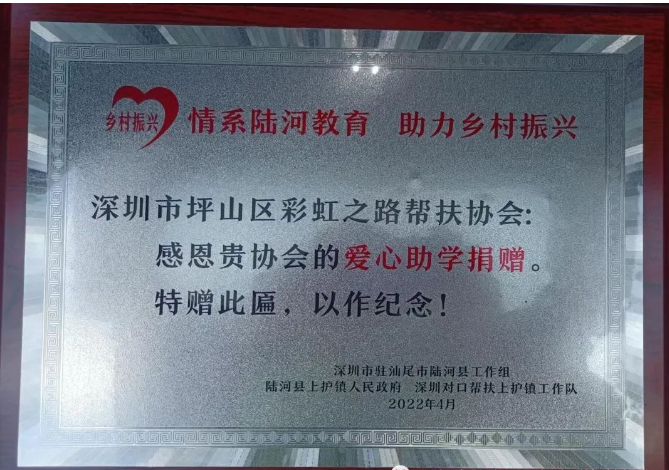 乡村振兴
情系陆河教育 助力乡村振兴
深圳市坪山区彩虹之路帮扶协会:
感恩贵协会的爱心助学捐赠。
特赠此匾，以作纪念!
深圳市驻汕尾市陆河县工作组
陆河县上护镇人民政府 深圳对口帮扶上护镇工作队
2022年4月